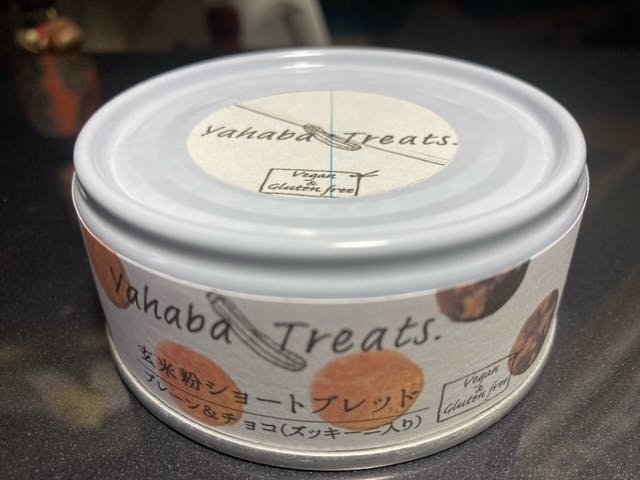 Yahaba Treats.
Vegan
&
Gluten free
Yahaba Treats.
玄米粉ショートブレッド
プレーン&チョコ(ズッキーニ入り)
Vegan
&
Gluten free